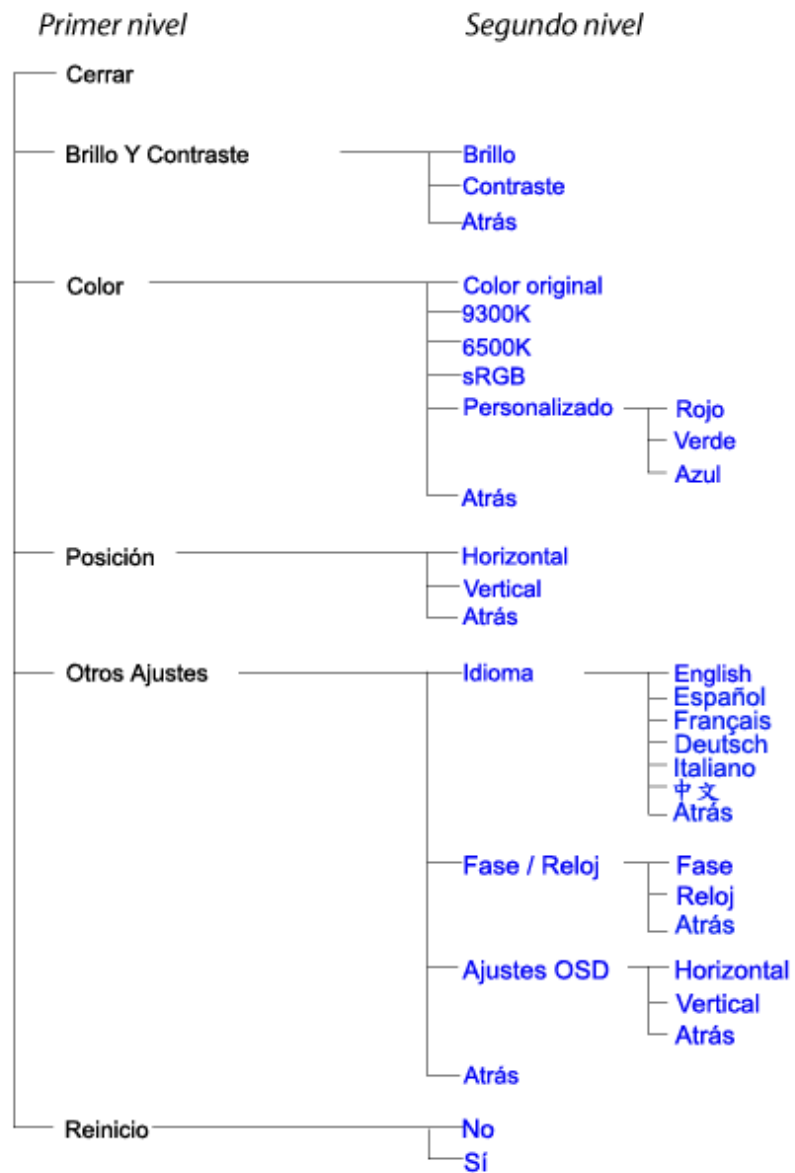 Primer nivel Segundo nivel
Cerrar
Brillo Y Contraste Brillo
Contraste
Atrás
Color Color original
9300K
6500K
sRGB
Personalizado Rojo
Verde
Azul
Atrás
Posición Horizontal
Vertical
Atrás
Otros Ajustes Idioma English
Español
Français
Deutsch
Italiano
中文
Atrás
Fase / Reloj Fase
Reloj
Atrás
Ajustes OSD Horizontal
Vertical
Atrás
Atrás
Reinicio No
Sí